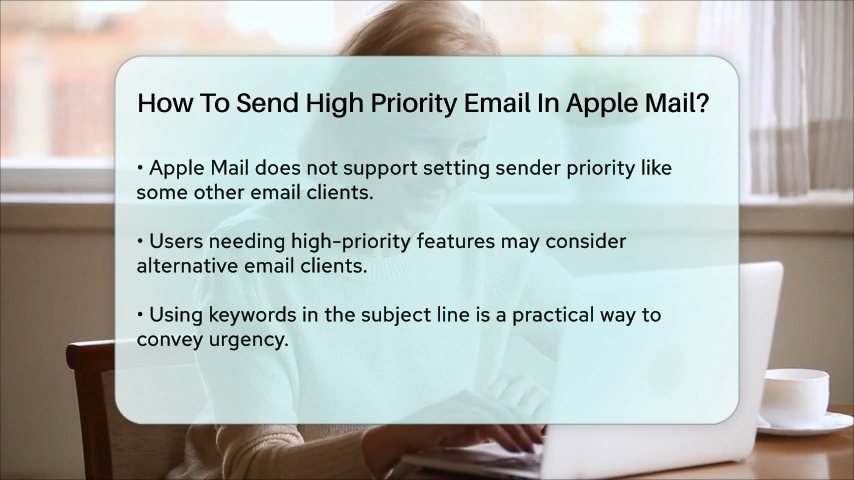 How To Send High Priority Email In Apple Mail?
• Apple Mail does not support setting sender priority like
some other email clients.
• Users needing high-priority features may consider
alternative email clients.
• Using keywords in the subject line is a practical way to
convey urgency.